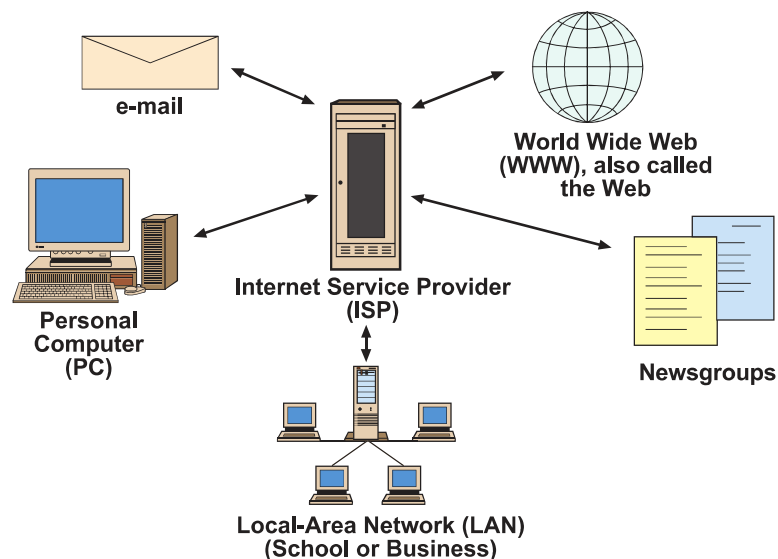 e-mail
World Wide Web
(WWW), also called
the Web
Internet Service Provider
(ISP)
Personal
Computer
(PC)
Newsgroups
Local-Area Network (LAN)
(School or Business)